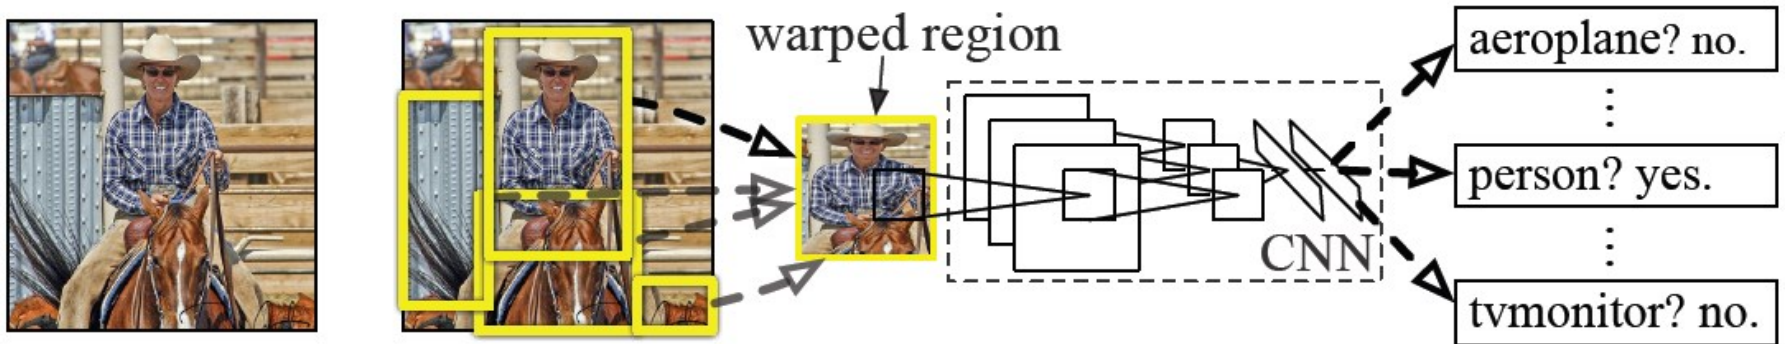 warped region
aeroplane? no.
person? yes.
CNN
tvmonitor? no.